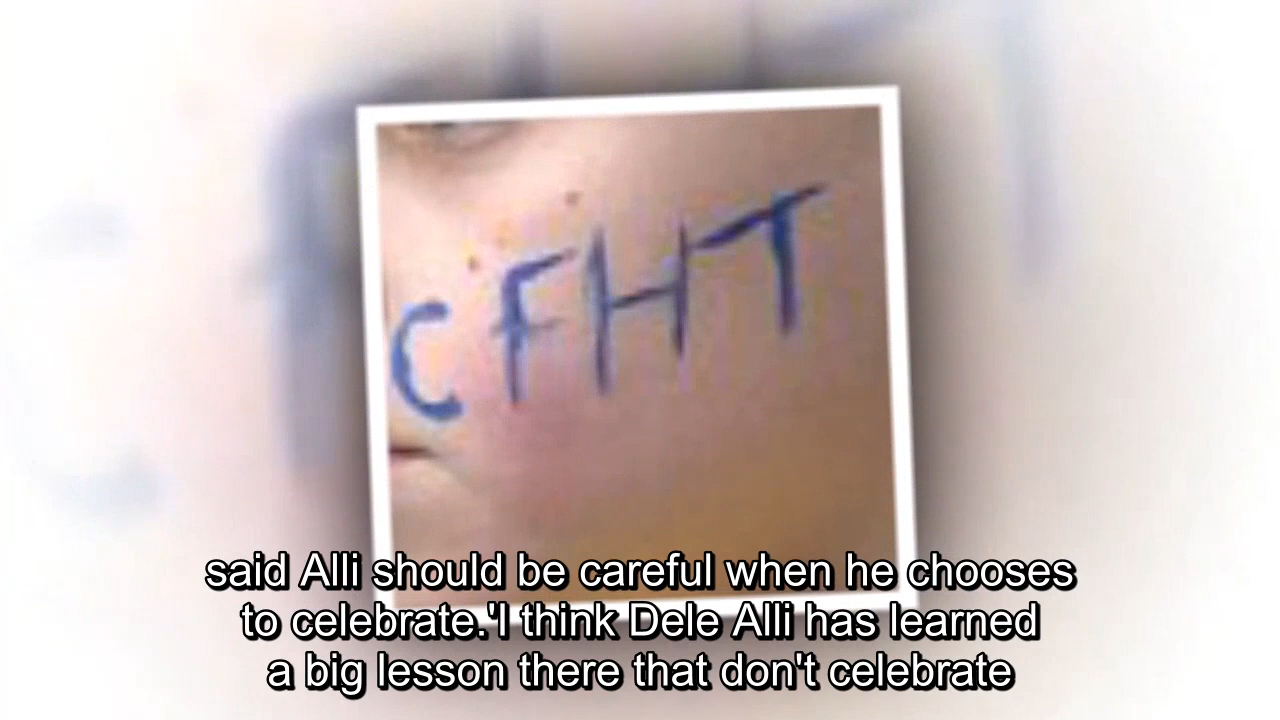 CFHT
said Alli should be careful when he chooses
to celebrate.'I think Dele Alli has learned
a big lesson there that don't celebrate